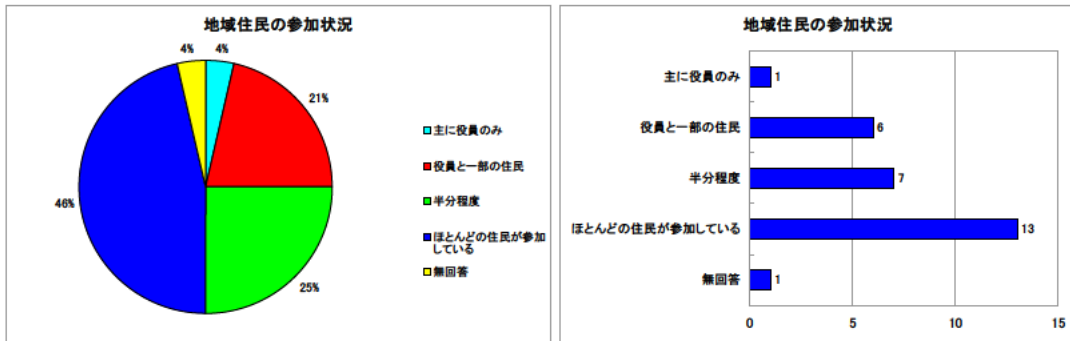 地域住民の参加状況
4%
4%
21%
46%
25%
主に役員のみ
役員と一部の住民
半分程度
ほとんどの住民が参加
している
無回答
地域住民の参加状況
主に役員のみ
1
役員と一部の住民
6
半分程度
7
ほとんどの住民が参加している
13
無回答
1
0 5 10 15